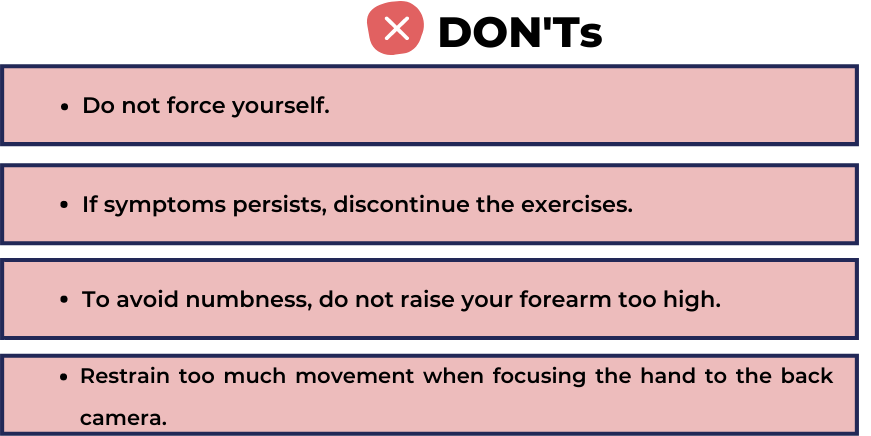 DON'Ts
• Do not force yourself.
• If symptoms persists, discontinue the exercises.
• To avoid numbness, do not raise your forearm too high.
• Restrain too much movement when focusing the hand to the back
camera.